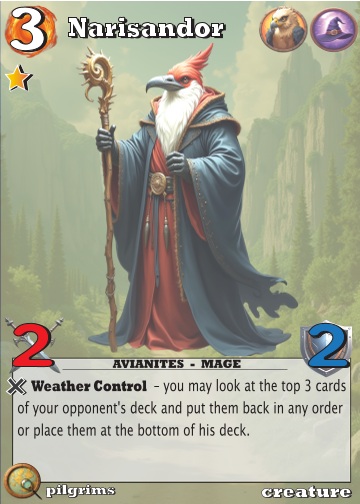 3 Narisandor
2 2
AVIANITES - MAGE
Weather Control - you may look at the top 3 cards
of your opponent's deck and put them back in any order
or place them at the bottom of his deck.
pilgrims creature